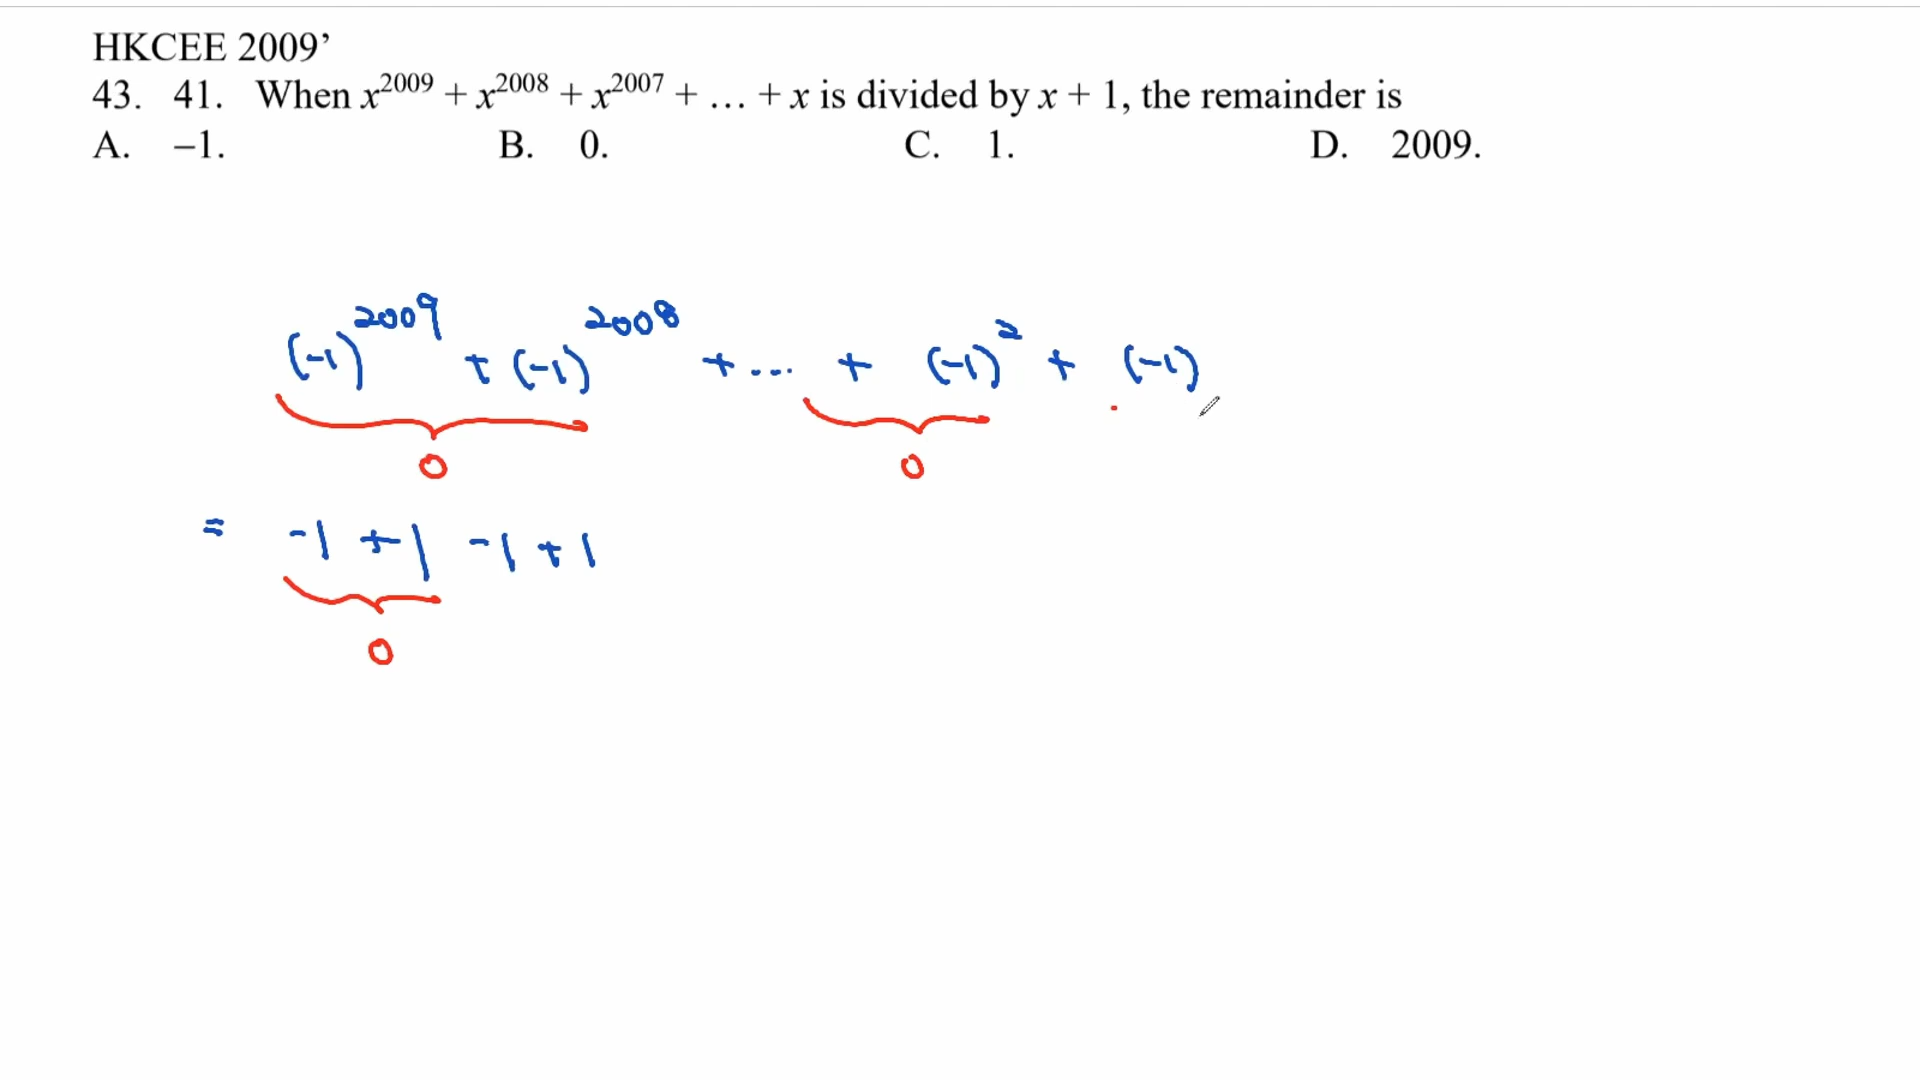 HKCEE 2009’
43. 41. When x^2009 + x^2008 + x^2007 + … + x is divided by x + 1, the remainder is
A. –1. B. 0. C. 1. D. 2009.
(-1)^2009 + (-1)^2008 + ... + (-1)^2 + (-1)
0 0
= -1 + 1 -1 + 1
0